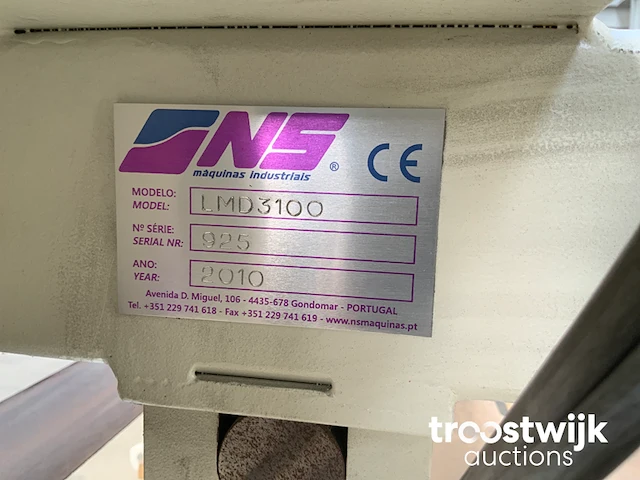 NS ®
máquinas industriais
CE
MODELO:
MODEL: LMD3100
Nº SÉRIE:
SERIAL NR: 925
ANO:
YEAR: 2010
Avenida D. Miguel, 106 - 4435-678 Gondomar - PORTUGAL
Tel. +351 229 741 618 - Fax +351 229 741 619 - www.nsmaquinas.pt
troostwijk
auctions